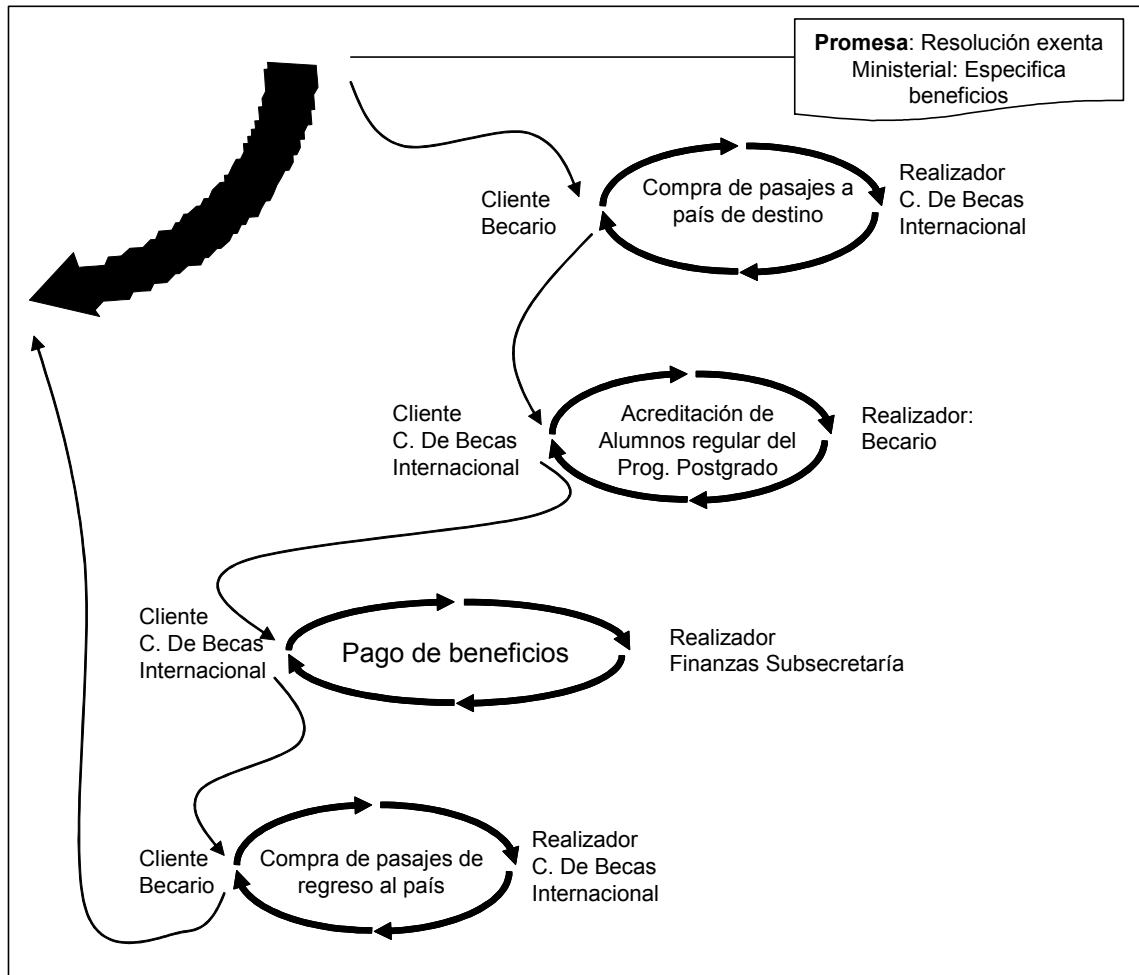 Promesa: Resolución exenta
Ministerial: Especifica
beneficios
Cliente
Becario
Compra de pasajes a
país de destino
Realizador
C. De Becas
Internacional
Cliente
C. De Becas
Internacional
Acreditación de
Alumnos regular del
Prog. Postgrado
Realizador:
Becario
Cliente
C. De Becas
Internacional
Pago de beneficios
Realizador
Finanzas Subsecretaría
Cliente
Becario
Compra de pasajes de
regreso al país
Realizador
C. De Becas
Internacional